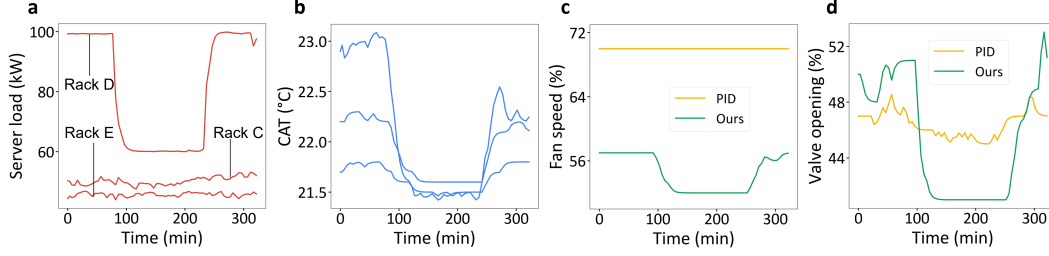 a
Server load (kW)
100
80
60
Rack D
Rack E
Rack C
0
100
200
300
Time (min)
b
CAT (°C)
23.0
22.5
22.0
21.5
0
100
200
300
Time (min)
c
Fan speed (%)
72
64
56
PID
Ours
0
100
200
300
Time (min)
d
Valve opening (%)
52
48
44
PID
Ours
0
100
200
300
Time (min)